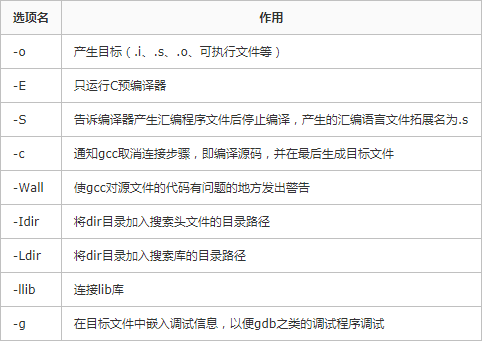 选项名 作用
-o 产生目标（.i、.s、.o、可执行文件等）
-E 只运行C预编译器
-S 告诉编译器产生汇编程序文件后停止编译，产生的汇编语言文件拓展名为.s
-c 通知gcc取消连接步骤，即编译源码，并在最后生成目标文件
-Wall 使gcc对源文件的代码有问题的地方发出警告
-Idir 将dir目录加入搜索头文件的目录路径
-Ldir 将dir目录加入搜索库的目录路径
-llib 连接lib库
-g 在目标文件中嵌入调试信息，以便gdb之类的调试程序调试